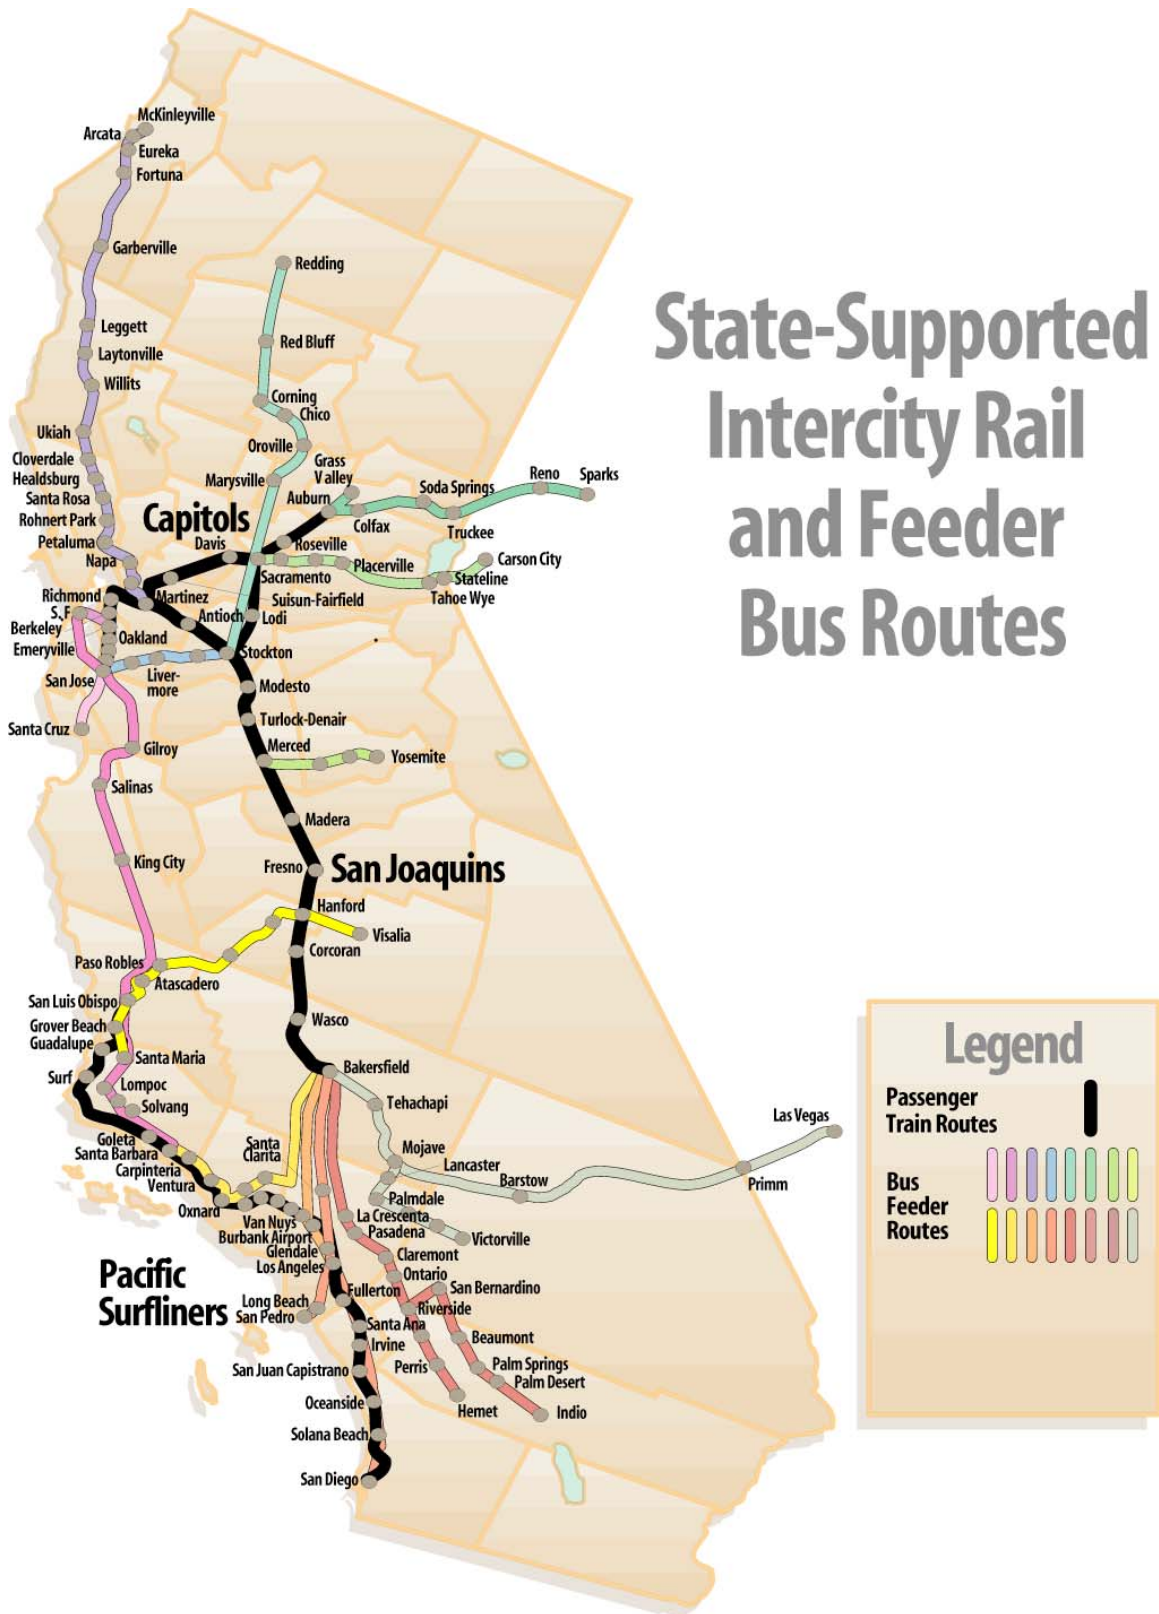 McKinleyville
Arcata
Eureka
Fortuna
Garberville
Redding
Leggett
Red Bluff
Laytonville
Willits
Corning
Chico
Ukiah
Oroville
Cloverdale
Grass
Valley
Healdsburg
Marysville
Reno
Sparks
Santa Rosa
Auburn
Soda Springs
Rohnert Park
Capitols
Colfax
Truckee
Petaluma
Davis
Roseville
Napa
Placerville
Carson City
Sacramento
Stateline
Tahoe Wye
Richmond
Martinez
Suisun-Fairfield
S.F.
Antioch
Lodi
Berkeley
Oakland
Emeryville
Stockton
San Jose
Liver-
more
Modesto
Santa Cruz
Turlock-Denair
Gilroy
Merced
Yosemite
Salinas
Madera
King City
Fresno
San Joaquins
Hanford
Visalia
Corcoran
Paso Robles
Atascadero
San Luis Obispo
Grover Beach
Wasco
Guadalupe
Santa Maria
Bakersfield
Surf
Lompoc
Solvang
Tehachapi
Goleta
Santa Barbara
Santa
Clarita
Mojave
Las Vegas
Carpinteria
Lancaster
Ventura
Barstow
Primm
Oxnard
Palmdale
Van Nuys
La Crescenta
Burbank Airport
Pasadena
Victorville
Glendale
Claremont
Los Angeles
Ontario
Pacific
Surfliners
Fullerton
San Bernardino
Long Beach
Riverside
San Pedro
Santa Ana
Irvine
Beaumont
San Juan Capistrano
Perris
Palm Springs
Palm Desert
Oceanside
Hemet
Indio
Solana Beach
San Diego
State-Supported
Intercity Rail
and Feeder
Bus Routes
Legend
Passenger
Train Routes
Bus
Feeder
Routes